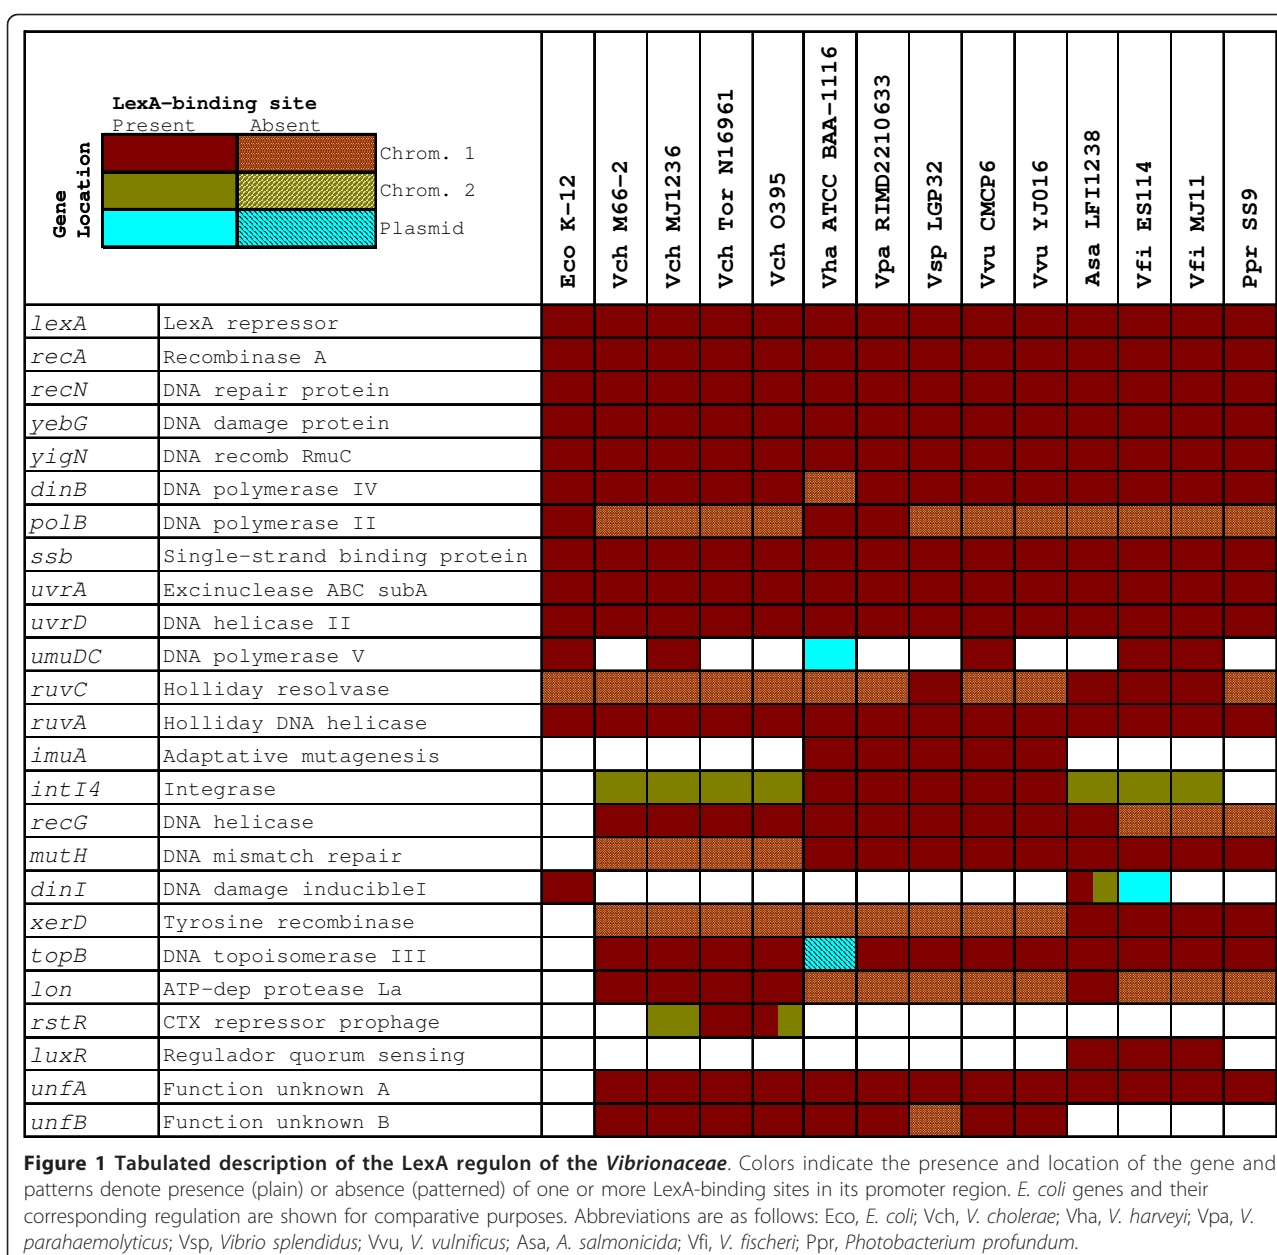 LexA-binding site
Present Absent
Gene Location
Chrom. 1
Chrom. 2
Plasmid
Eco K-12
Vch M66-2
Vch MJ1236
Vch Tor N16961
Vch O395
Vha ATCC BAA-1116
Vpa RIMD2210633
Vsp LGP32
Vvu CMCP6
Vvu YJ016
Asa LFI1238
Vfi ES114
Vfi MJ11
Ppr SS9
lexA LexA repressor
recA Recombinase A
recN DNA repair protein
yebG DNA damage protein
yigN DNA recomb RmuC
dinB DNA polymerase IV
polB DNA polymerase II
ssb Single-strand binding protein
uvrA Excinuclease ABC subA
uvrD DNA helicase II
umuDC DNA polymerase V
ruvC Holliday resolvase
ruvA Holliday DNA helicase
imuA Adaptative mutagenesis
intI4 Integrase
recG DNA helicase
mutH DNA mismatch repair
dinI DNA damage inducibleI
xerD Tyrosine recombinase
topB DNA topoisomerase III
lon ATP-dep protease La
rstR CTX repressor prophage
luxR Regulador quorum sensing
unfA Function unknown A
unfB Function unknown B
Figure 1 Tabulated description of the LexA regulon of the Vibrionaceae. Colors indicate the presence and location of the gene and
patterns denote presence (plain) or absence (patterned) of one or more LexA-binding sites in its promoter region. E. coli genes and their
corresponding regulation are shown for comparative purposes. Abbreviations are as follows: Eco, E. coli; Vch, V. cholerae; Vha, V. harveyi; Vpa, V.
parahaemolyticus; Vsp, Vibrio splendidus; Vvu, V. vulnificus; Asa, A. salmonicida; Vfi, V. fischeri; Ppr, Photobacterium profundum.